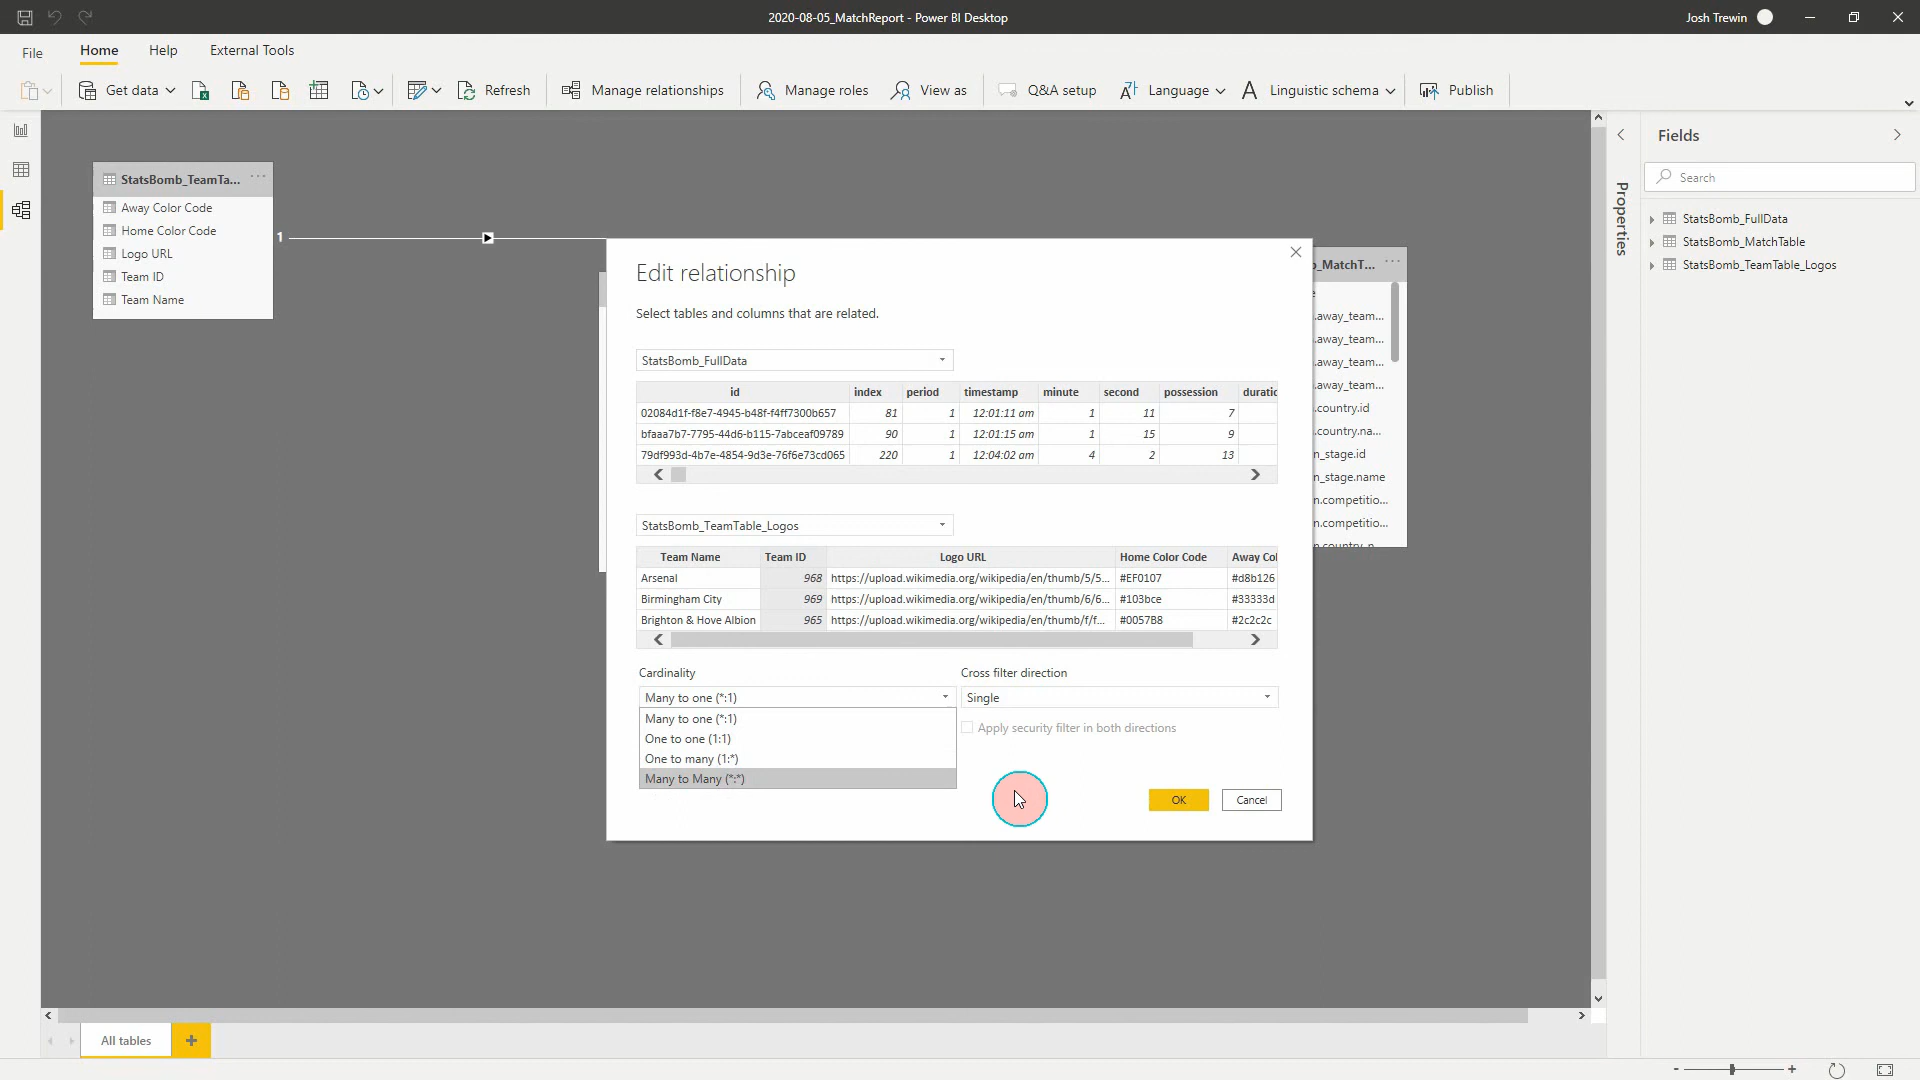 2020-08-05_MatchReport - Power BI Desktop
Josh Trewin
File
Home
Help
External Tools
Get data
Refresh
Manage relationships
Manage roles
View as
Q&A setup
Language
Linguistic schema
Publish
StatsBomb_TeamTa...
Away Color Code
Home Color Code
Logo URL
Team ID
Team Name
1
Edit relationship
Select tables and columns that are related.
StatsBomb_FullData
id index period timestamp minute second possession duratic
02084d1f-f8e7-4945-b48f-f4ff7300b657 81 1 12:01:11 am 1 11 7
bfaaa7b7-7795-44d6-b115-7abceaf09789 90 1 12:01:15 am 1 15 9
79df993d-4b7e-4854-9d3e-76f6e73cd065 220 1 12:04:02 am 4 2 13
StatsBomb_TeamTable_Logos
Team Name Team ID Logo URL Home Color Code Away Col
Arsenal 968 https://upload.wikimedia.org/wikipedia/en/thumb/5/5... #EF0107 #d8b126
Birmingham City 969 https://upload.wikimedia.org/wikipedia/en/thumb/6/6... #103bce #33333d
Brighton & Hove Albion 965 https://upload.wikimedia.org/wikipedia/en/thumb/f/f... #0057B8 #2c2c2c
Cardinality
Cross filter direction
Many to one (*:1)
Single
Many to one (*:1)
One to one (1:1)
One to many (1:*)
Many to Many (*:*)
Apply security filter in both directions
OK
Cancel
b_MatchT...
.away_team...
.away_team...
.away_team...
.away_team...
.country.id
.country.na...
n_stage.id
n_stage.name
n.competitio...
n.competitio...
n.country_n
Properties
Fields
Search
StatsBomb_FullData
StatsBomb_MatchTable
StatsBomb_TeamTable_Logos
All tables